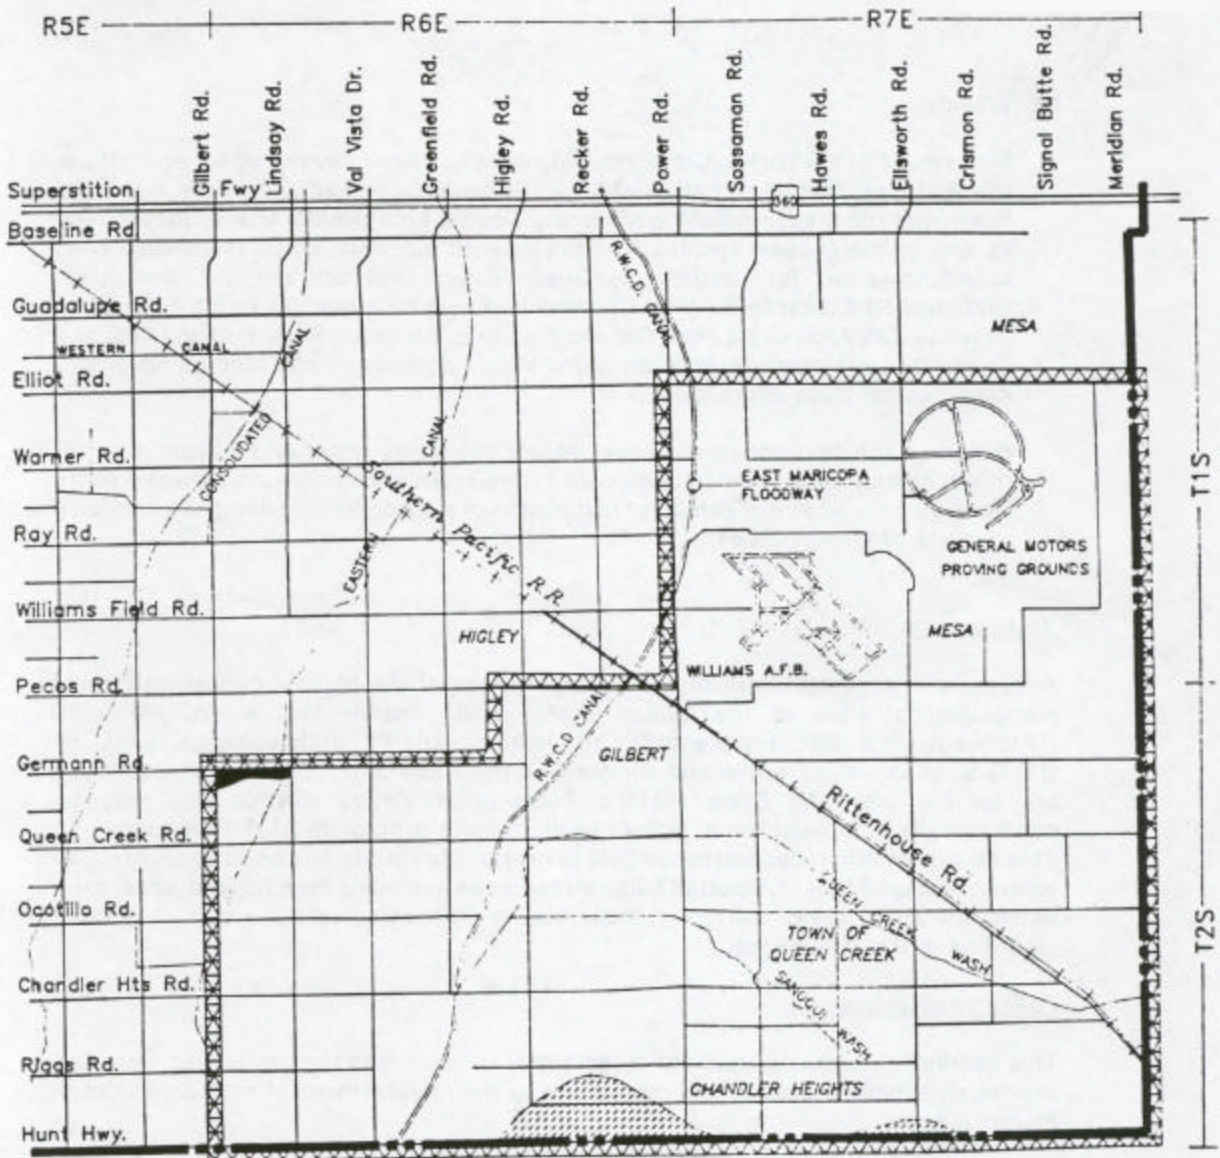 R5E
R6E
R7E
Gilbert Rd.
Lindsay Rd.
Val Vista Dr.
Greenfield Rd.
Higley Rd.
Recker Rd.
Power Rd.
Sossaman Rd.
Hawes Rd.
Ellsworth Rd.
Crismon Rd.
Signal Butte Rd.
Meridian Rd.
Superstition Fwy
360
Baseline Rd.
R.W.C.D. CANAL
Guadalupe Rd.
MESA
WESTERN CANAL
CANAL
Elliot Rd.
CONSOLIDATED
CANAL
Warner Rd.
EAST MARICOPA
FLOODWAY
T1S
Southern Pacific R.R.
Ray Rd.
EASTERN
GENERAL MOTORS
PROVING GROUNDS
Williams Field Rd.
HIGLEY
MESA
WILLIAMS A.F.B.
Pecos Rd.
R.W.C.D. CANAL
GILBERT
Germann Rd.
Rittenhouse Rd.
Queen Creek Rd.
QUEEN CREEK WASH
Ocotillo Rd.
TOWN OF
QUEEN CREEK
T2S
Chandler Hts Rd.
SANOQUI WASH
Riggs Rd.
CHANDLER HEIGHTS
Hunt Hwy.